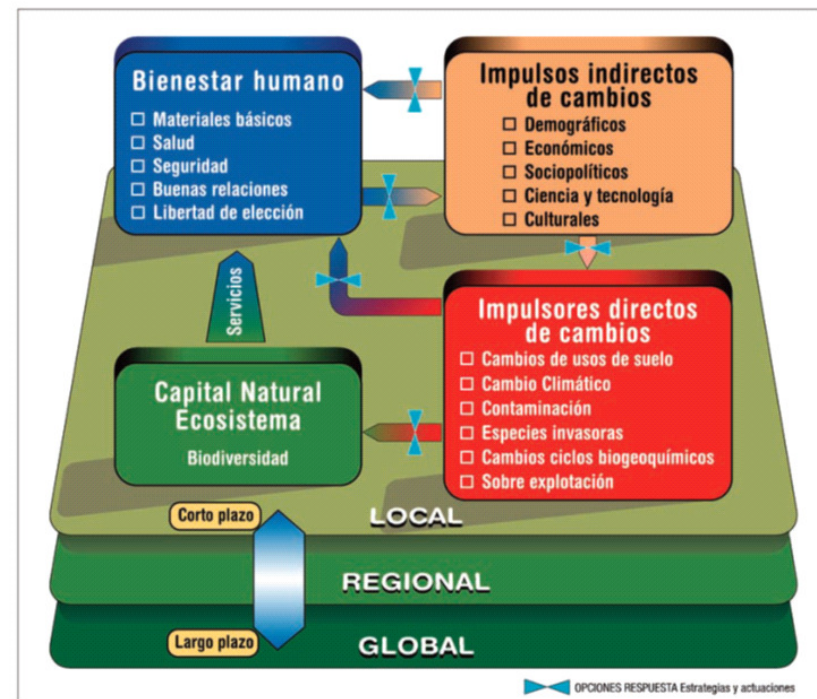 Bienestar humano
☐ Materiales básicos
☐ Salud
☐ Seguridad
☐ Buenas relaciones
☐ Libertad de elección
Impulsos indirectos
de cambios
☐ Demográficos
☐ Económicos
☐ Sociopolíticos
☐ Ciencia y tecnología
☐ Culturales
Servicios
Impulsores directos
de cambios
☐ Cambios de usos de suelo
☐ Cambio Climático
☐ Contaminación
☐ Especies invasoras
☐ Cambios ciclos biogeoquímicos
☐ Sobre explotación
Capital Natural
Ecosistema
Biodiversidad
Corto plazo
LOCAL
REGIONAL
Largo plazo
GLOBAL
OPCIONES RESPUESTA Estrategias y actuaciones